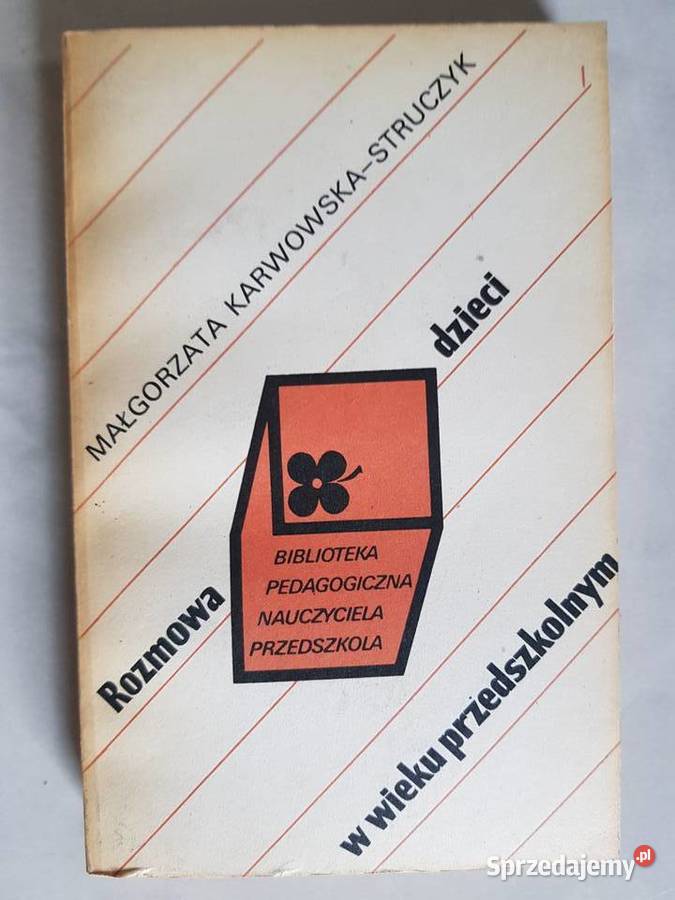 MAŁGORZATA KARWOWSKA-STRUCZYK
Rozmowa dzieci
w wieku przedszkolnym
BIBLIOTEKA
PEDAGOGICZNA
NAUCZYCIELA
PRZEDSZKOLA
Sprzedajemy.pl